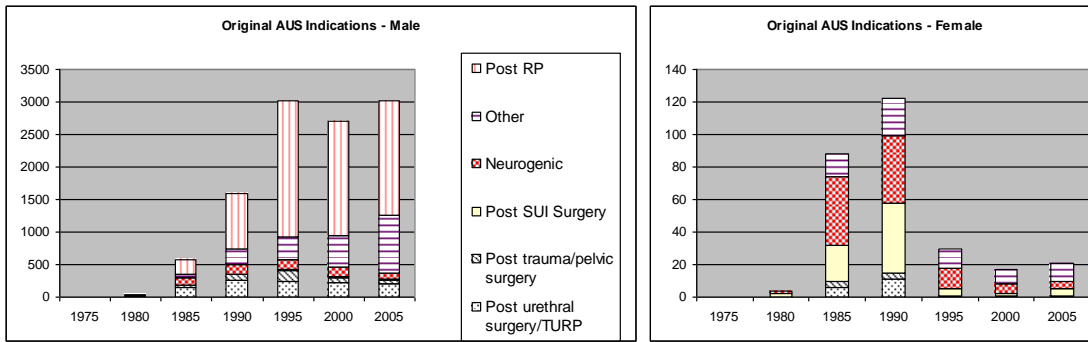 Original AUS Indications - Male
3500
3000
2500
2000
1500
1000
500
0
1975 1980 1985 1990 1995 2000 2005
Post RP
Other
Neurogenic
Post SUI Surgery
Post trauma/pelvic
surgery
Post urethral
surgery/TURP
Original AUS Indications - Female
140
120
100
80
60
40
20
0
1975 1980 1985 1990 1995 2000 2005